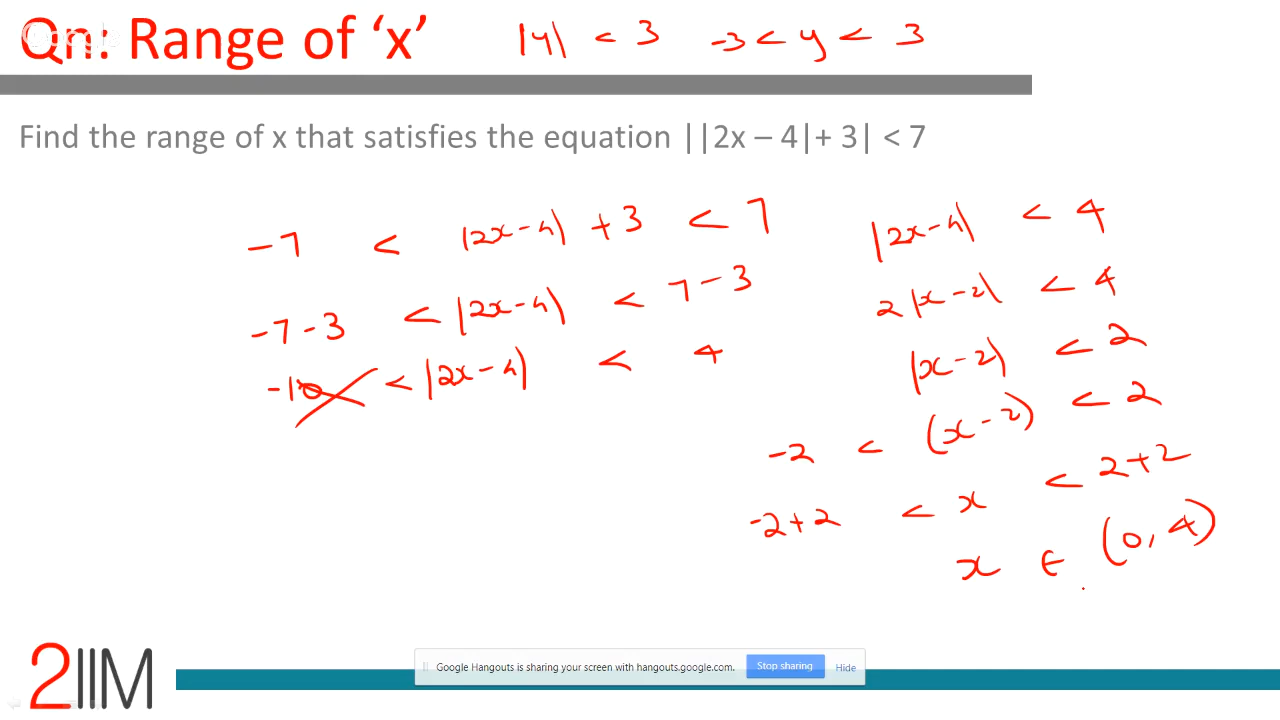 Qn: Range of 'x' |y| < 3 -3 < y < 3
Find the range of x that satisfies the equation ||2x – 4|+ 3| < 7
-7 < |2x-4| + 3 < 7
-7-3 < |2x-4| < 7-3
-10 < |2x-4| < 4
|2x-4| < 4
2|x-2| < 4
|x-2| < 2
-2 < (x-2) < 2
-2+2 < x < 2+2
x ∈ (0, 4)
2IIM
Google Hangouts is sharing your screen with hangouts.google.com. Stop sharing Hide